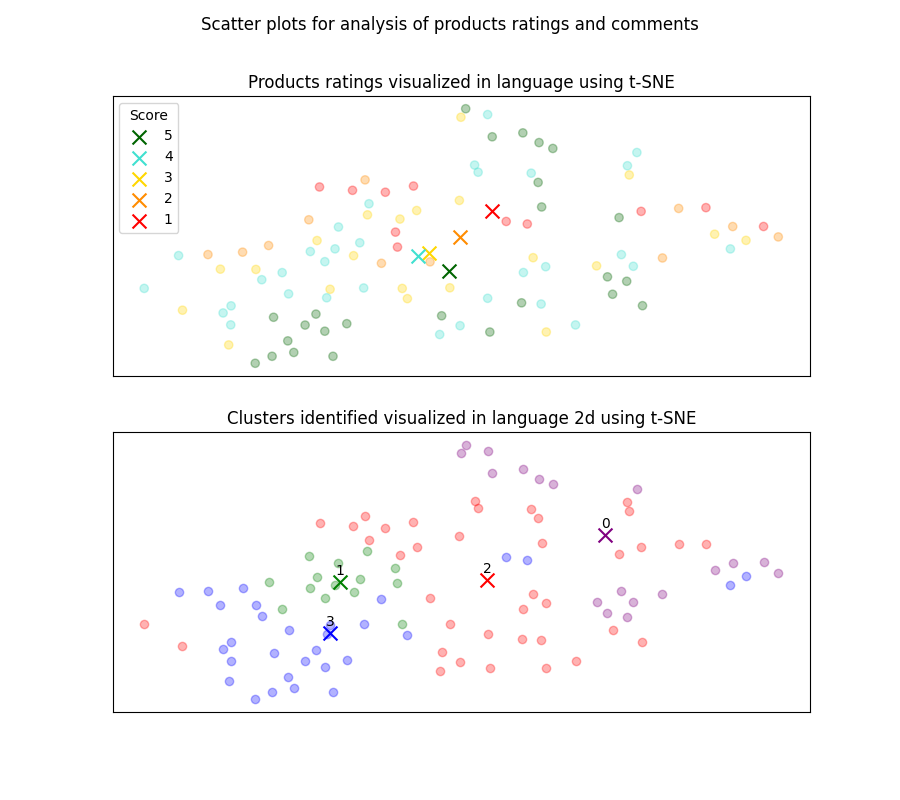 Scatter plots for analysis of products ratings and comments
Products ratings visualized in language using t-SNE
Score
5
4
3
2
1
Clusters identified visualized in language 2d using t-SNE
0
1
2
3